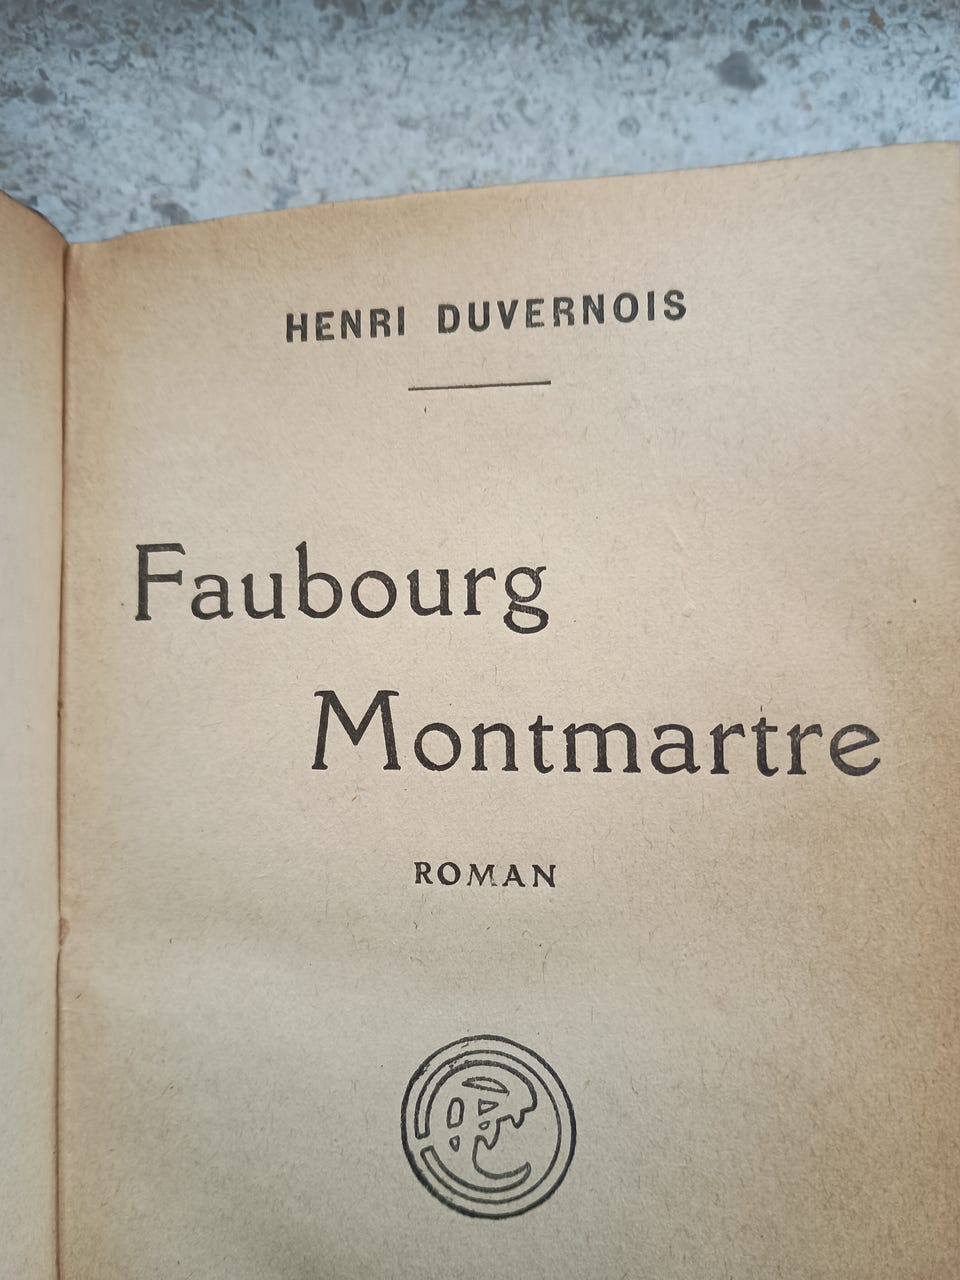 HENRI DUVERNOIS
Faubourg
Montmartre
ROMAN